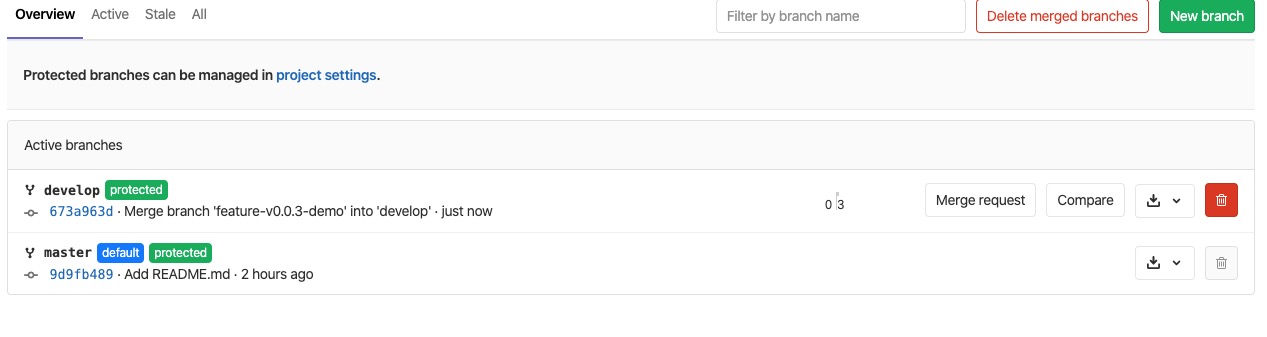 Overview Active Stale All Filter by branch name Delete merged branches New branch
Protected branches can be managed in project settings.
Active branches
develop protected
673a963d · Merge branch 'feature-v0.0.3-demo' into 'develop' · just now 0 3 Merge request Compare
master default protected
9d9fb489 · Add README.md · 2 hours ago